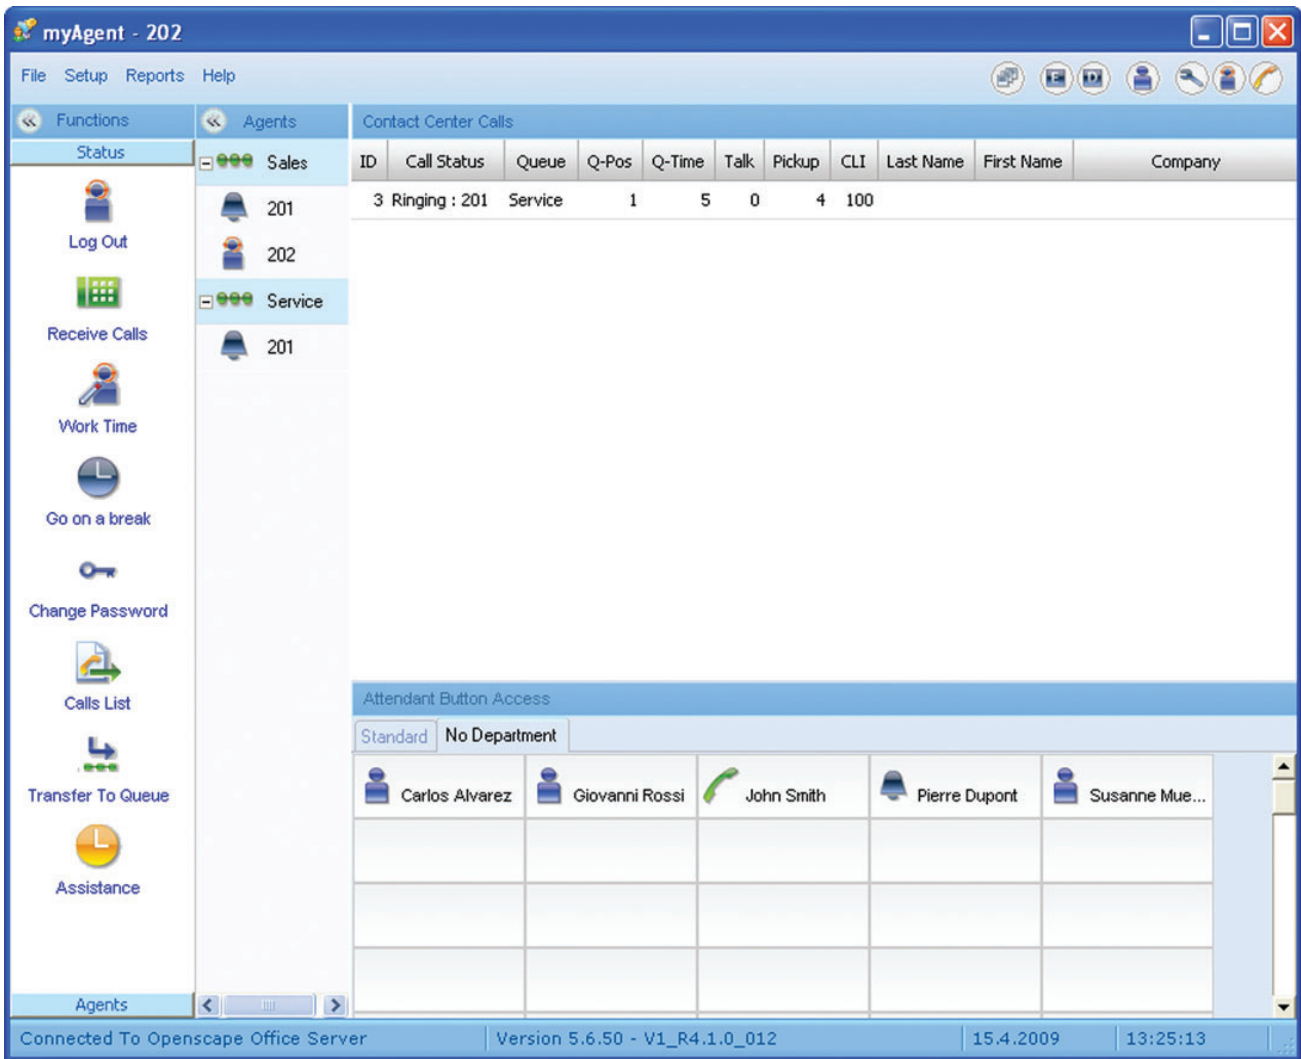 myAgent - 202
File Setup Reports Help
Functions
Status
Log Out
Receive Calls
Work Time
Go on a break
Change Password
Calls List
Transfer To Queue
Assistance
Agents
Agents
Sales
201
202
Service
201
Contact Center Calls
ID Call Status Queue Q-Pos Q-Time Talk Pickup CLI Last Name First Name Company
3 Ringing : 201 Service 1 5 0 4 100
Attendant Button Access
Standard No Department
Carlos Alvarez Giovanni Rossi John Smith Pierre Dupont Susanne Mue...
Connected To Openscape Office Server Version 5.6.50 - V1_R4.1.0_012 15.4.2009 13:25:13